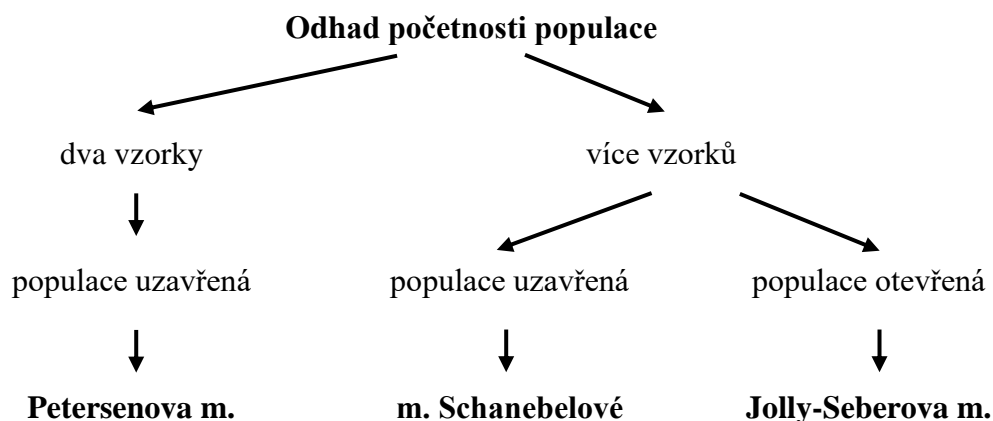 Odhad početnosti populace
dva vzorky
více vzorků
populace uzavřená
populace uzavřená
populace otevřená
Petersenova m.
m. Schanebelové
Jolly-Seberova m.